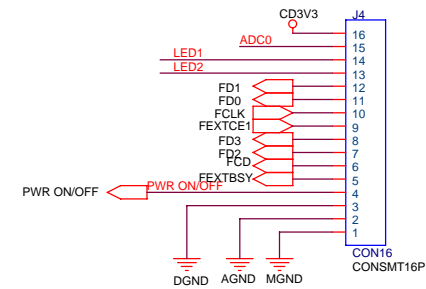 CD3V3
J4
16
ADC0
15
LED1
14
LED2
13
FD1
12
FD0
11
FCLK
10
FEXTCE1
9
FD3
8
FD2
7
FCD
6
FEXTBSY
5
PWR ON/OFF
PWR ON/OFF
4
3
2
1
CON16
CONSMT16P
DGND
AGND
MGND